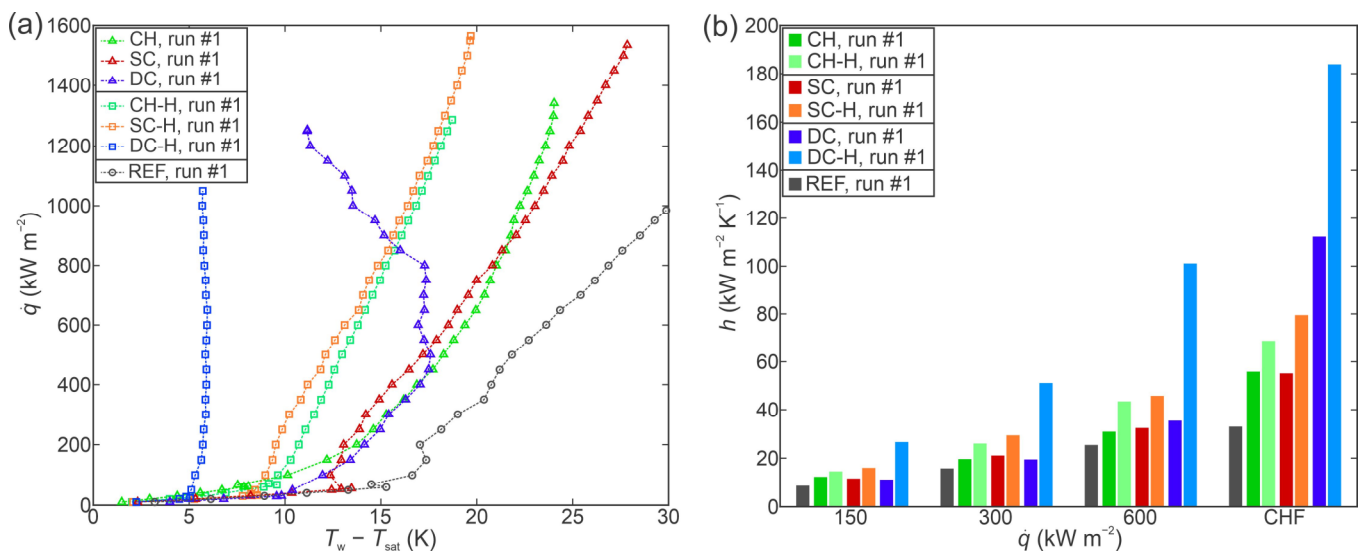 (a)
1600
1400
1200
1000
800
600
400
200
0
q̇ (kW m⁻²)
CH, run #1
SC, run #1
DC, run #1
CH-H, run #1
SC-H, run #1
DC-H, run #1
REF, run #1
0 5 10 15 20 25 30
T_w − T_sat (K)
(b)
200
180
160
140
120
100
80
60
40
20
0
h (kW m⁻² K⁻¹)
CH, run #1
CH-H, run #1
SC, run #1
SC-H, run #1
DC, run #1
DC-H, run #1
REF, run #1
150 300 600 CHF
q̇ (kW m⁻²)